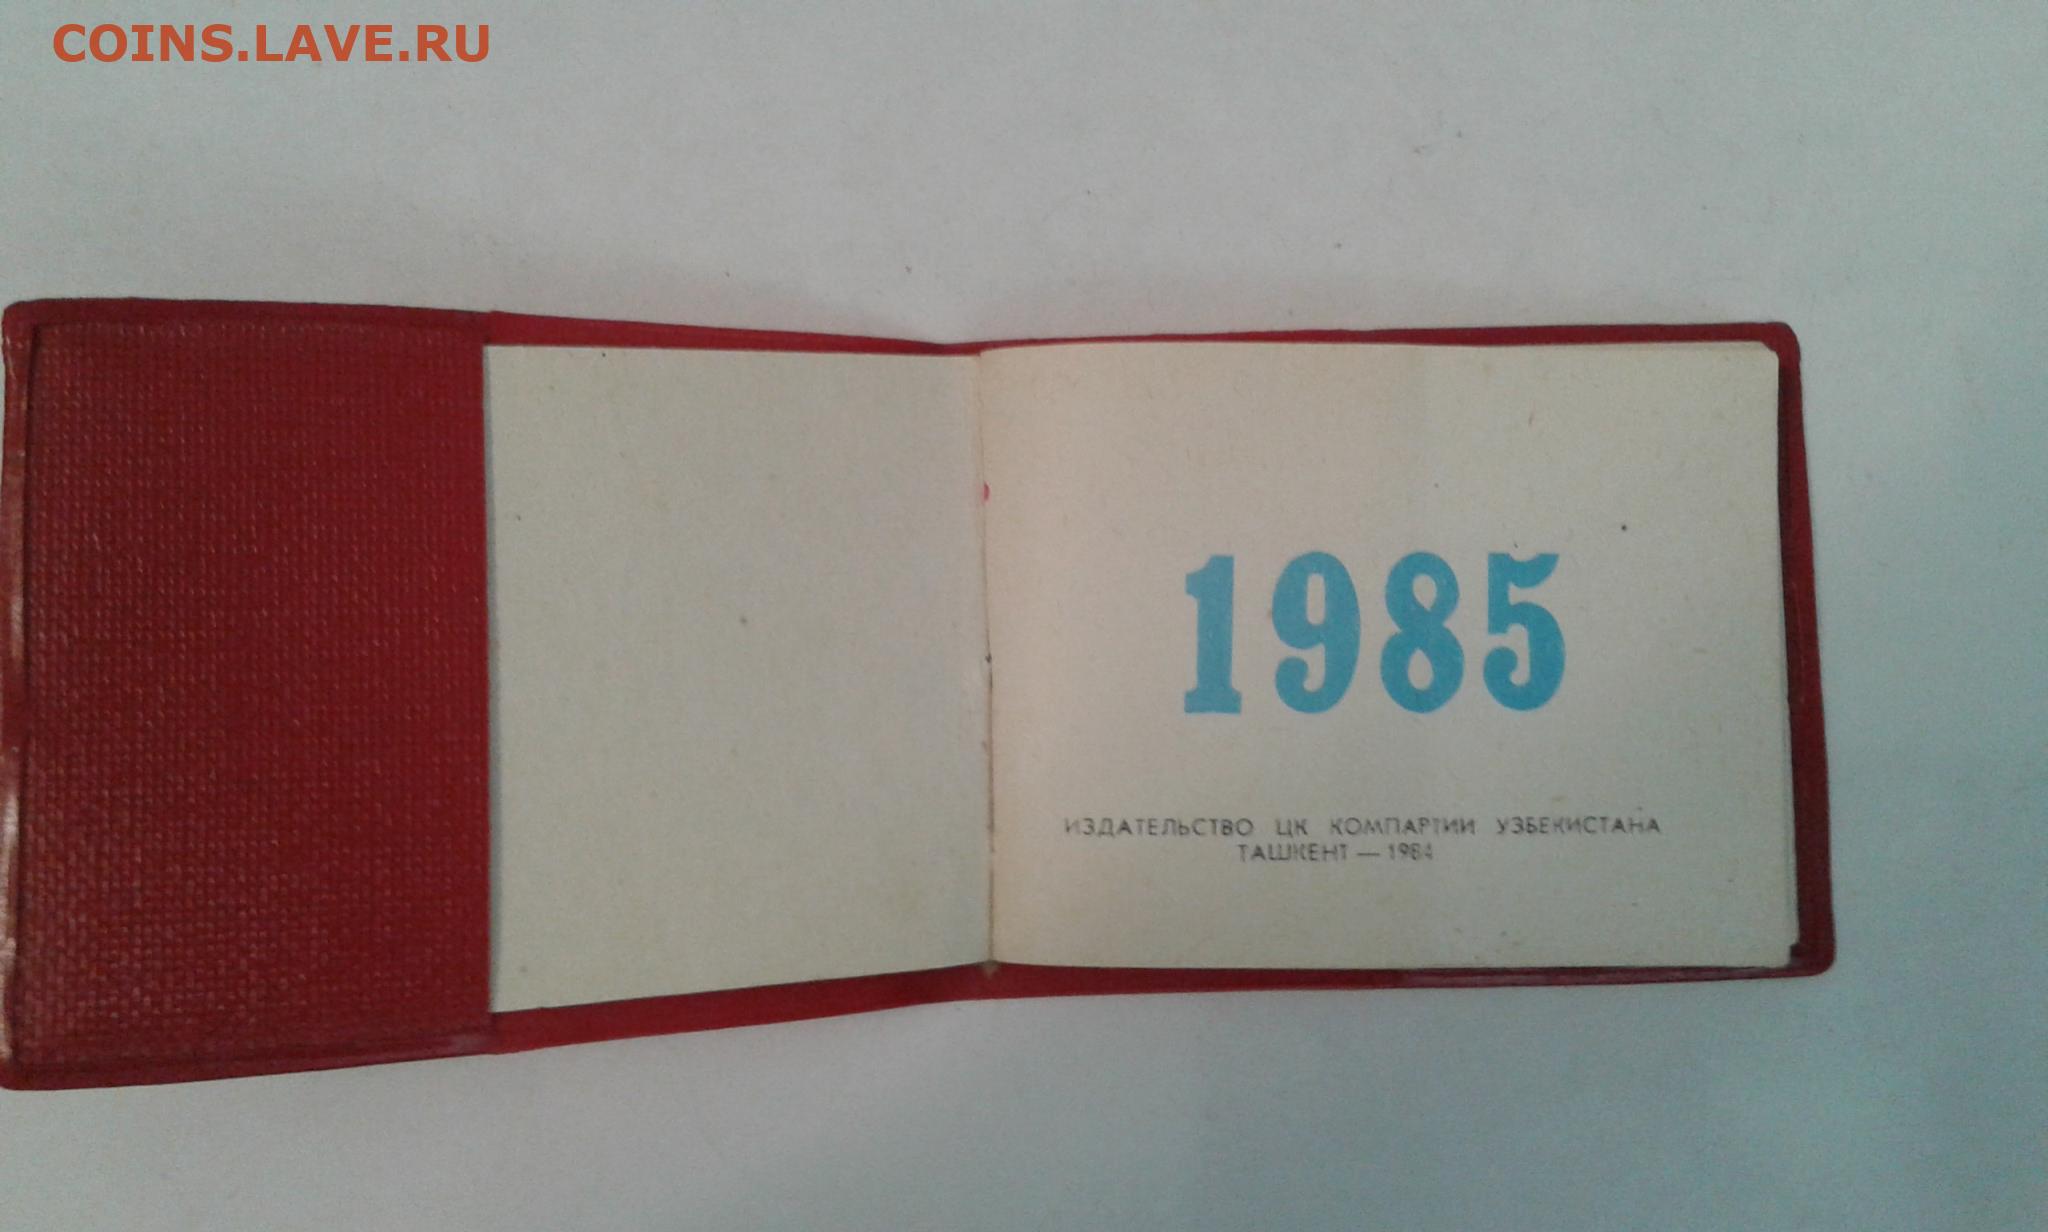 COINS.LAVE.RU
1985
ИЗДАТЕЛЬСТВО ЦК КОМПАРТИИ УЗБЕКИСТАНА
ТАШКЕНТ — 1984